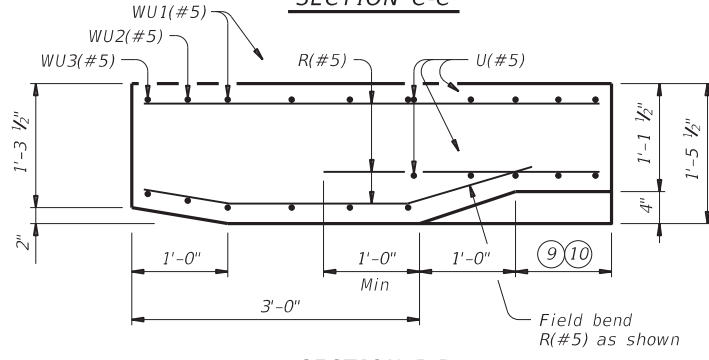 SECTION C-C
WU1(#5)
WU2(#5)
WU3(#5)
R(#5)
U(#5)
1'-3 ½"
2"
1'-1 ½"
4"
1'-5 ½"
1'-0"
1'-0"
Min
1'-0"
9 10
3'-0"
Field bend
R(#5) as shown